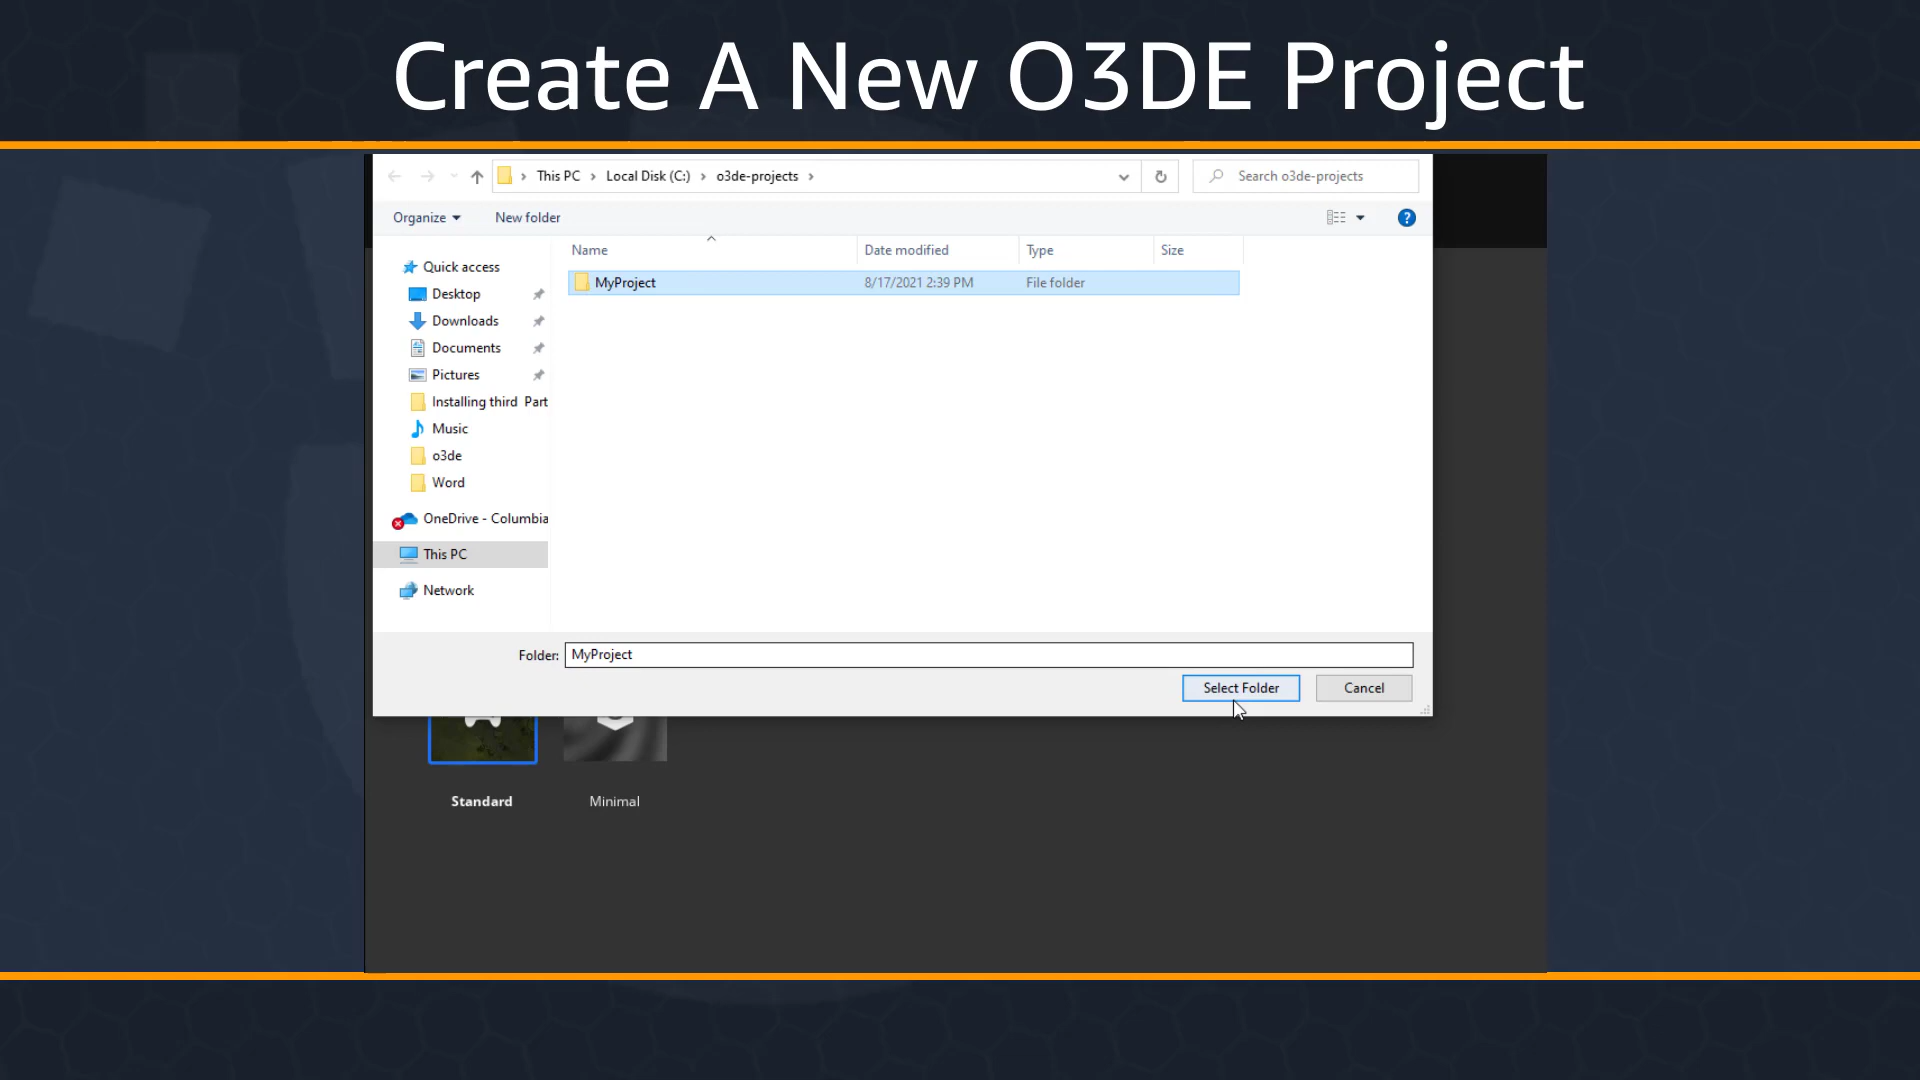 Create A New O3DE Project
This PC Local Disk (C:) o3de-projects
Search o3de-projects
Organize New folder
?
Name Date modified Type Size
MyProject 8/17/2021 2:39 PM File folder
Quick access
Desktop
Downloads
Documents
Pictures
Installing third Part
Music
o3de
Word
OneDrive - Columbia
This PC
Network
Folder: MyProject
Select Folder Cancel
Standard Minimal